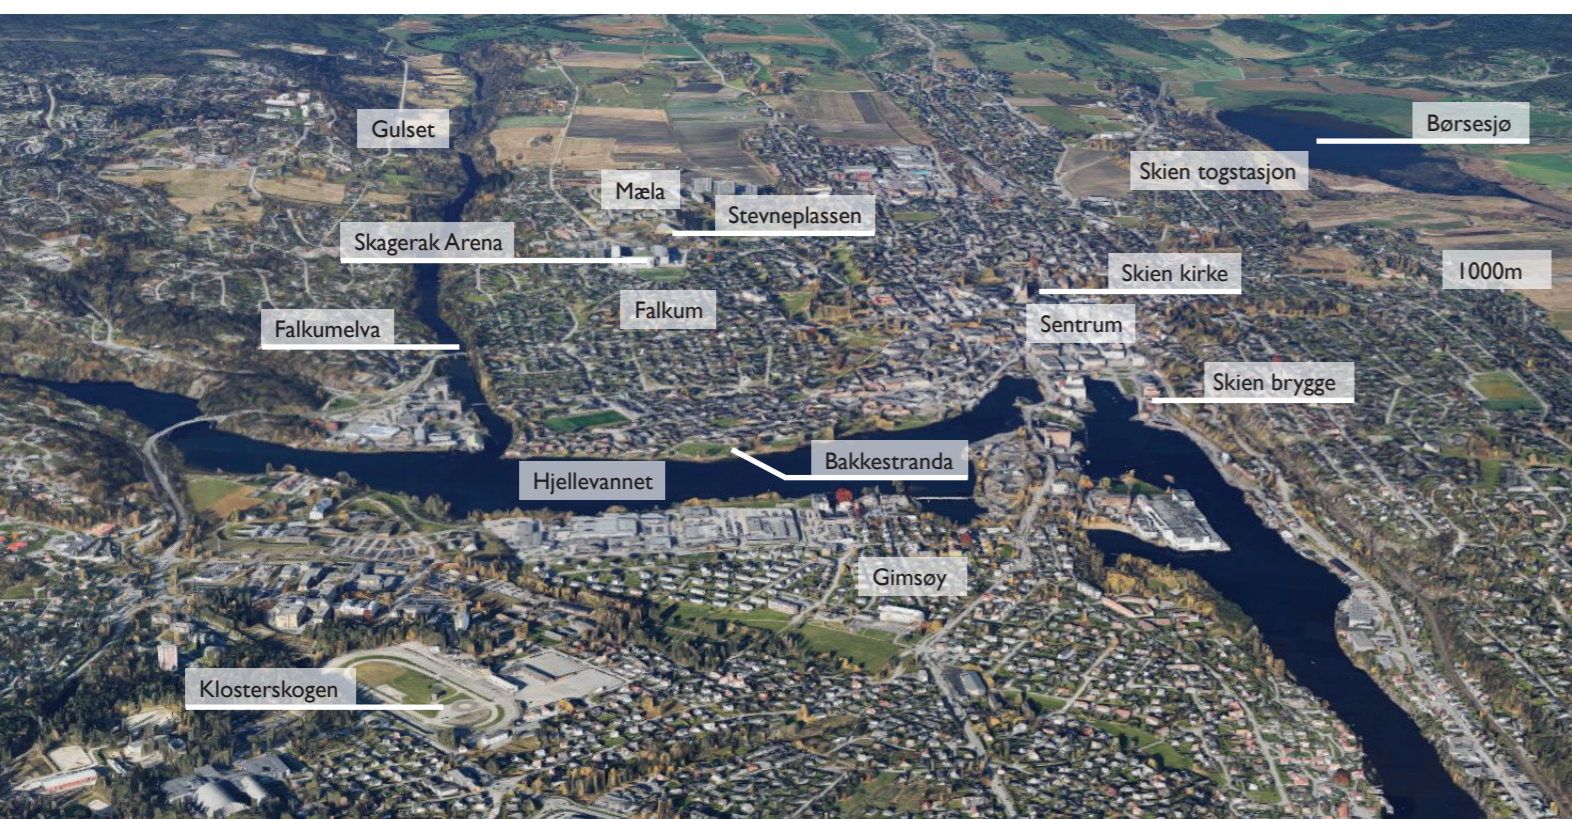 Gulset
Børsesjø
Skien togstasjon
Mæla
Stevneplassen
Skagerak Arena
Skien kirke
1000m
Falkum
Sentrum
Falkumelva
Skien brygge
Bakkestranda
Hjellevannet
Gimsøy
Klosterskogen